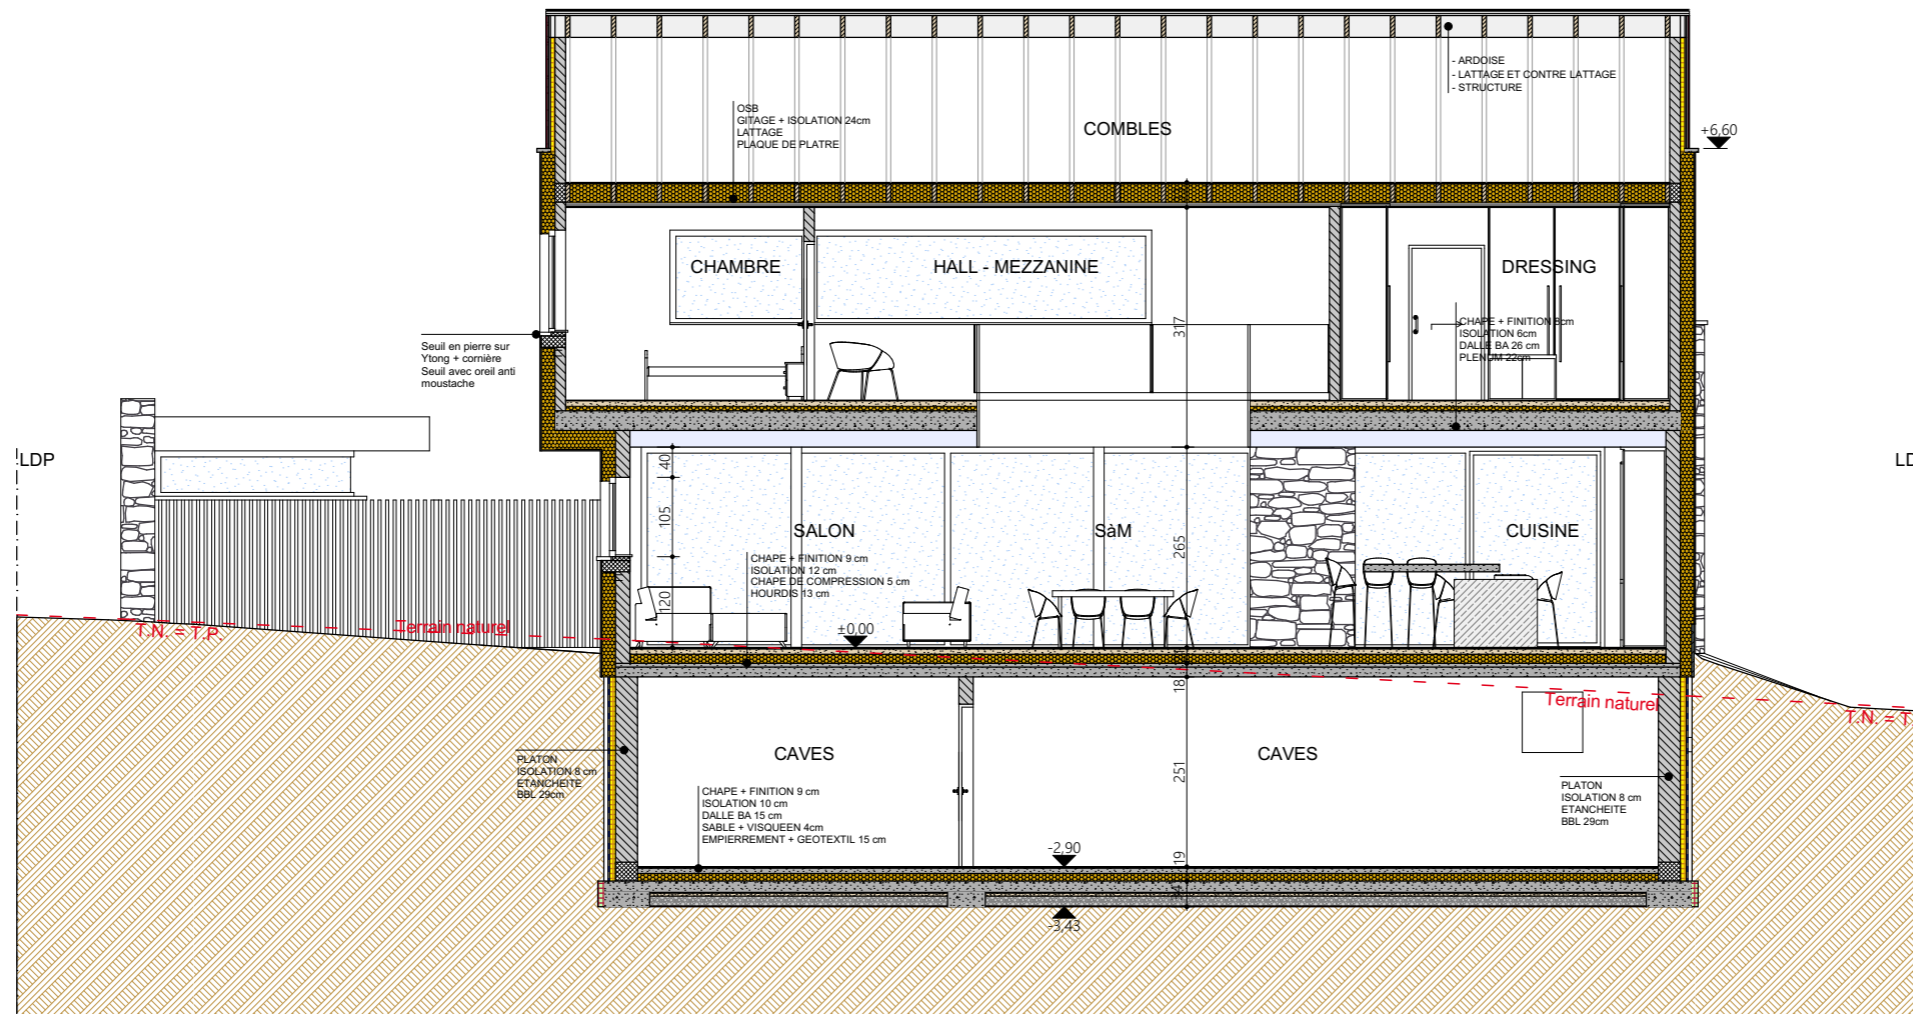 - ARDOISE
- LATTAGE ET CONTRE LATTAGE
- STRUCTURE
OSB
GITAGE + ISOLATION 24cm
LATTAGE
PLAQUE DE PLATRE
COMBLES
+6,60
CHAMBRE
HALL - MEZZANINE
DRESSING
317
CHAPE + FINITION 8cm
ISOLATION 6cm
DALLE BA 26 cm
PLENUM 22cm
Seuil en pierre sur
Ytong + cornière
Seuil avec oreil anti
moustache
LDP
LD
40
105
120
SALON
SàM
CUISINE
265
CHAPE + FINITION 9 cm
ISOLATION 12 cm
CHAPE DE COMPRESSION 5 cm
HOURDIS 13 cm
±0,00
T.N. = T.P.
Terrain naturel
18
Terrain naturel
T.N. = T
CAVES
CAVES
251
PLATON
ISOLATION 8 cm
ETANCHEITE
BBL 29cm
CHAPE + FINITION 9 cm
ISOLATION 10 cm
DALLE BA 15 cm
SABLE + VISQUEEN 4cm
EMPIERREMENT + GEOTEXTIL 15 cm
PLATON
ISOLATION 8 cm
ETANCHEITE
BBL 29cm
-2,90
19
34
-3,43